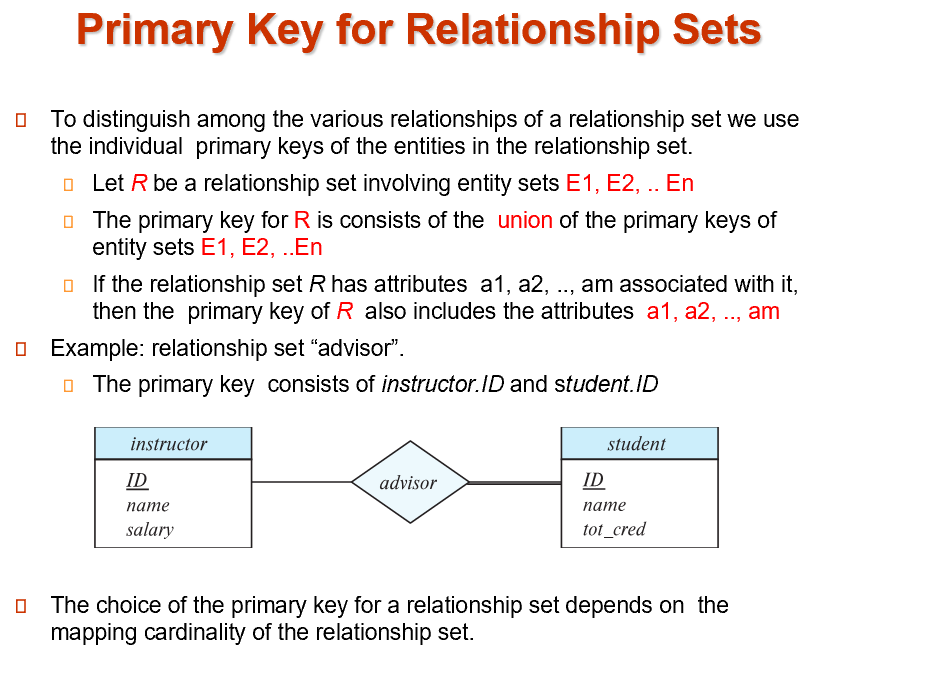 Primary Key for Relationship Sets
To distinguish among the various relationships of a relationship set we use
the individual primary keys of the entities in the relationship set.
Let R be a relationship set involving entity sets E1, E2, .. En
The primary key for R is consists of the union of the primary keys of
entity sets E1, E2, ..En
If the relationship set R has attributes a1, a2, .., am associated with it,
then the primary key of R also includes the attributes a1, a2, .., am
Example: relationship set “advisor”.
The primary key consists of instructor.ID and student.ID
instructor
ID
name
salary
advisor
student
ID
name
tot_cred
The choice of the primary key for a relationship set depends on the
mapping cardinality of the relationship set.